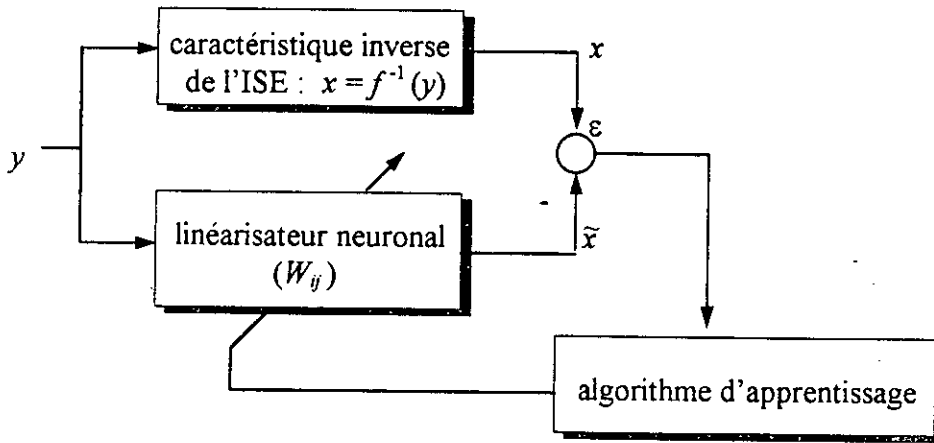 caractéristique inverse
de l'ISE : x = f⁻¹(y)
x
ε
y
x̃
linéarisateur neuronal
(Wᵢⱼ)
algorithme d'apprentissage